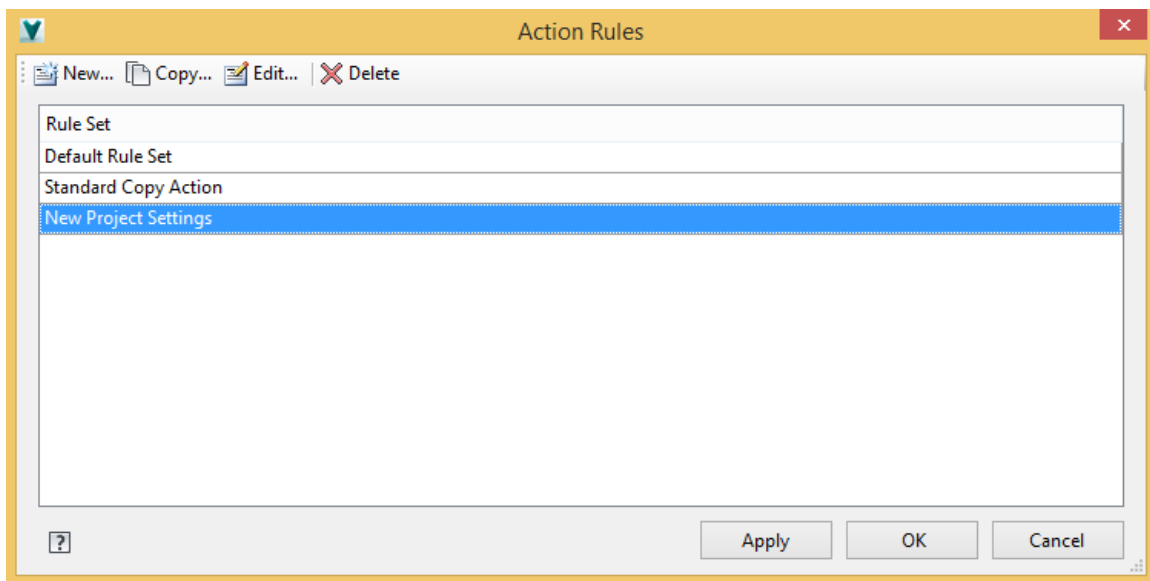 Action Rules
New... Copy... Edit... Delete
Rule Set
Default Rule Set
Standard Copy Action
New Project Settings
? Apply OK Cancel